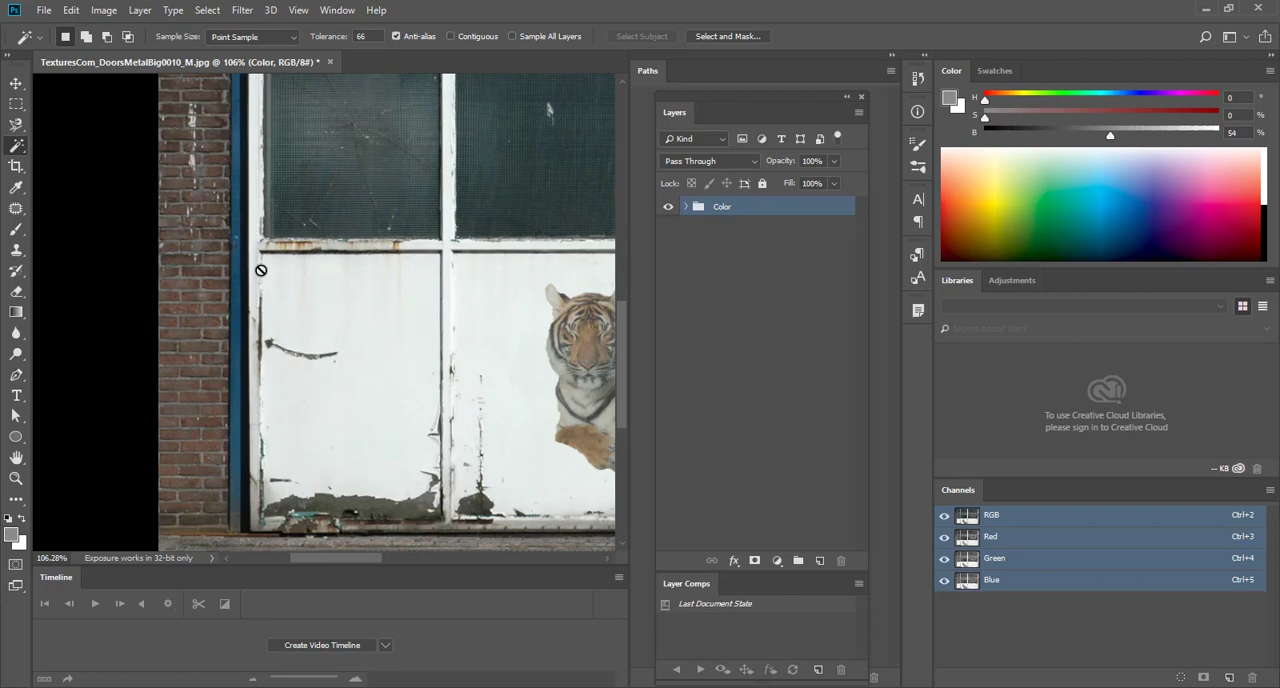 Ps File Edit Image Layer Type Select Filter 3D View Window Help
Sample Size: Point Sample Tolerance: 66 Anti-alias Contiguous Sample All Layers Select Subject Select and Mask...
TexturesCom_DoorsMetalBig0010_M.jpg @ 106% (Color, RGB/8#) *
Paths
Layers
Kind
Pass Through Opacity: 100%
Lock: Fill: 100%
Color
Layer Comps
Last Document State
Color Swatches
H 0 °
S 0 %
B 54 %
Libraries Adjustments
Search Adobe Stock
To use Creative Cloud Libraries,
please sign in to Creative Cloud
-- KB
Channels
RGB Ctrl+2
Red Ctrl+3
Green Ctrl+4
Blue Ctrl+5
106.28% Exposure works in 32-bit only
Timeline
Create Video Timeline